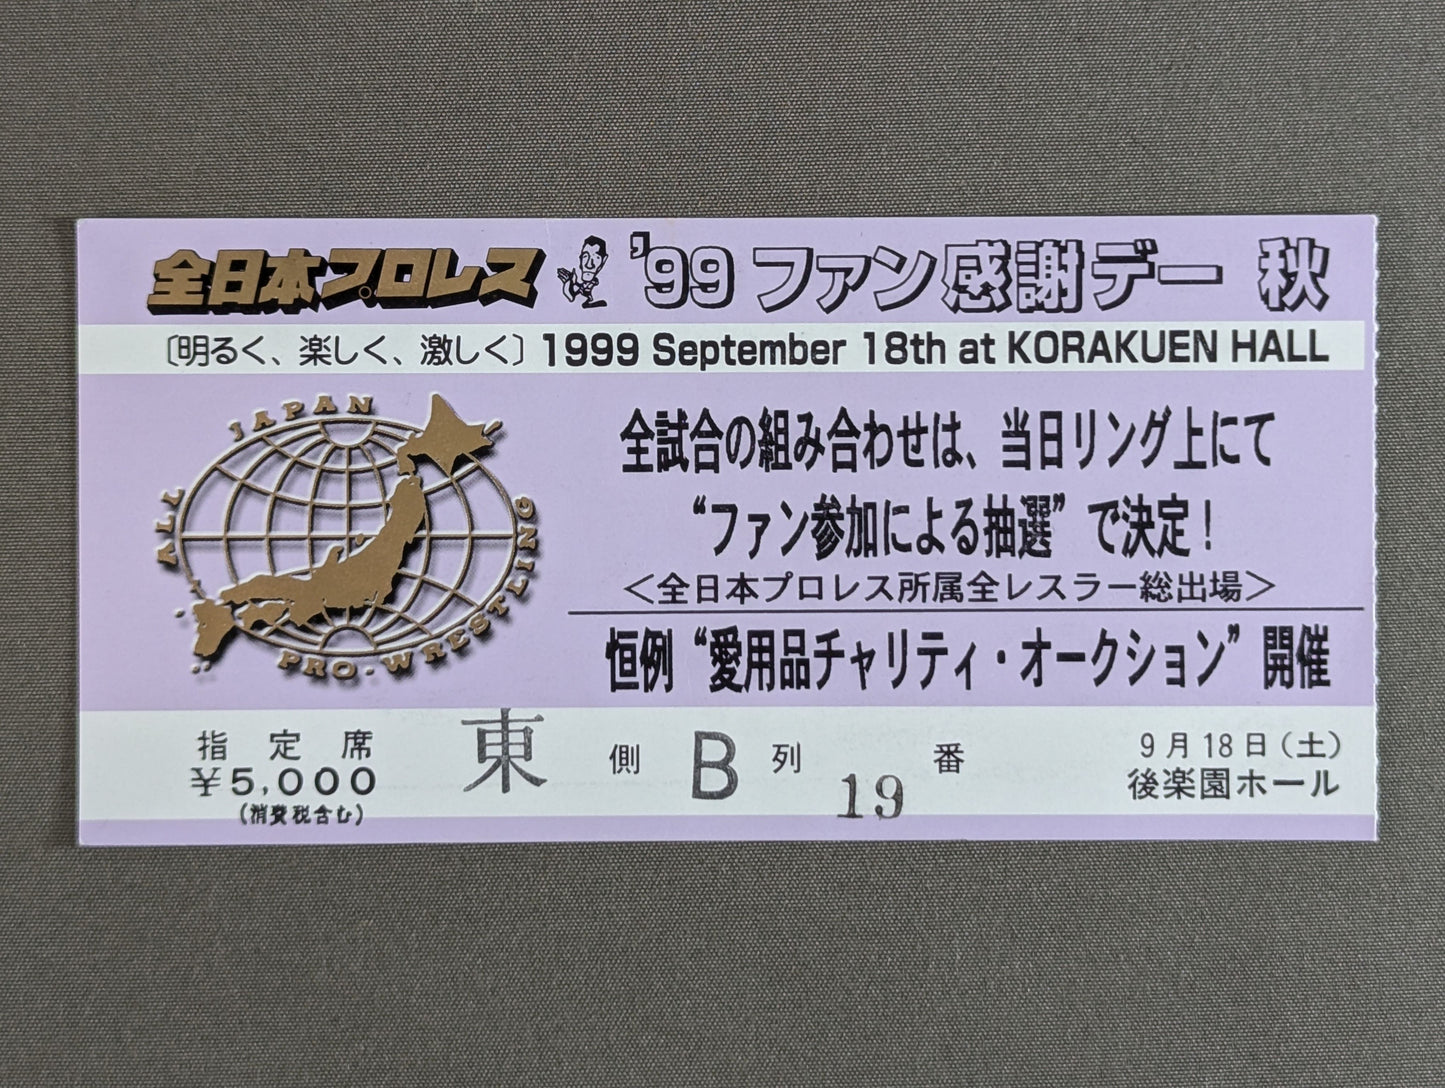 全日本プロレス '99 ファン感謝デー 秋
〔明るく、楽しく、激しく〕 1999 September 18th at KORAKUEN HALL
ALL JAPAN PRO-WRESTLING
全試合の組み合わせは、当日リング上にて
“ファン参加による抽選”で決定！
＜全日本プロレス所属全レスラー総出場＞
恒例“愛用品チャリティ・オークション”開催
指定席
¥5,000
(消費税含む)
東 側 B 列 19 番
9月18日(土)
後楽園ホール